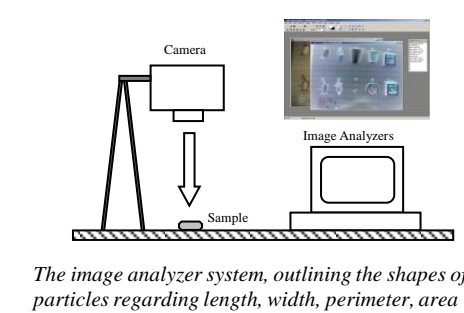 Camera
Image Analyzers
Sample
The image analyzer system, outlining the shapes of
particles regarding length, width, perimeter, area